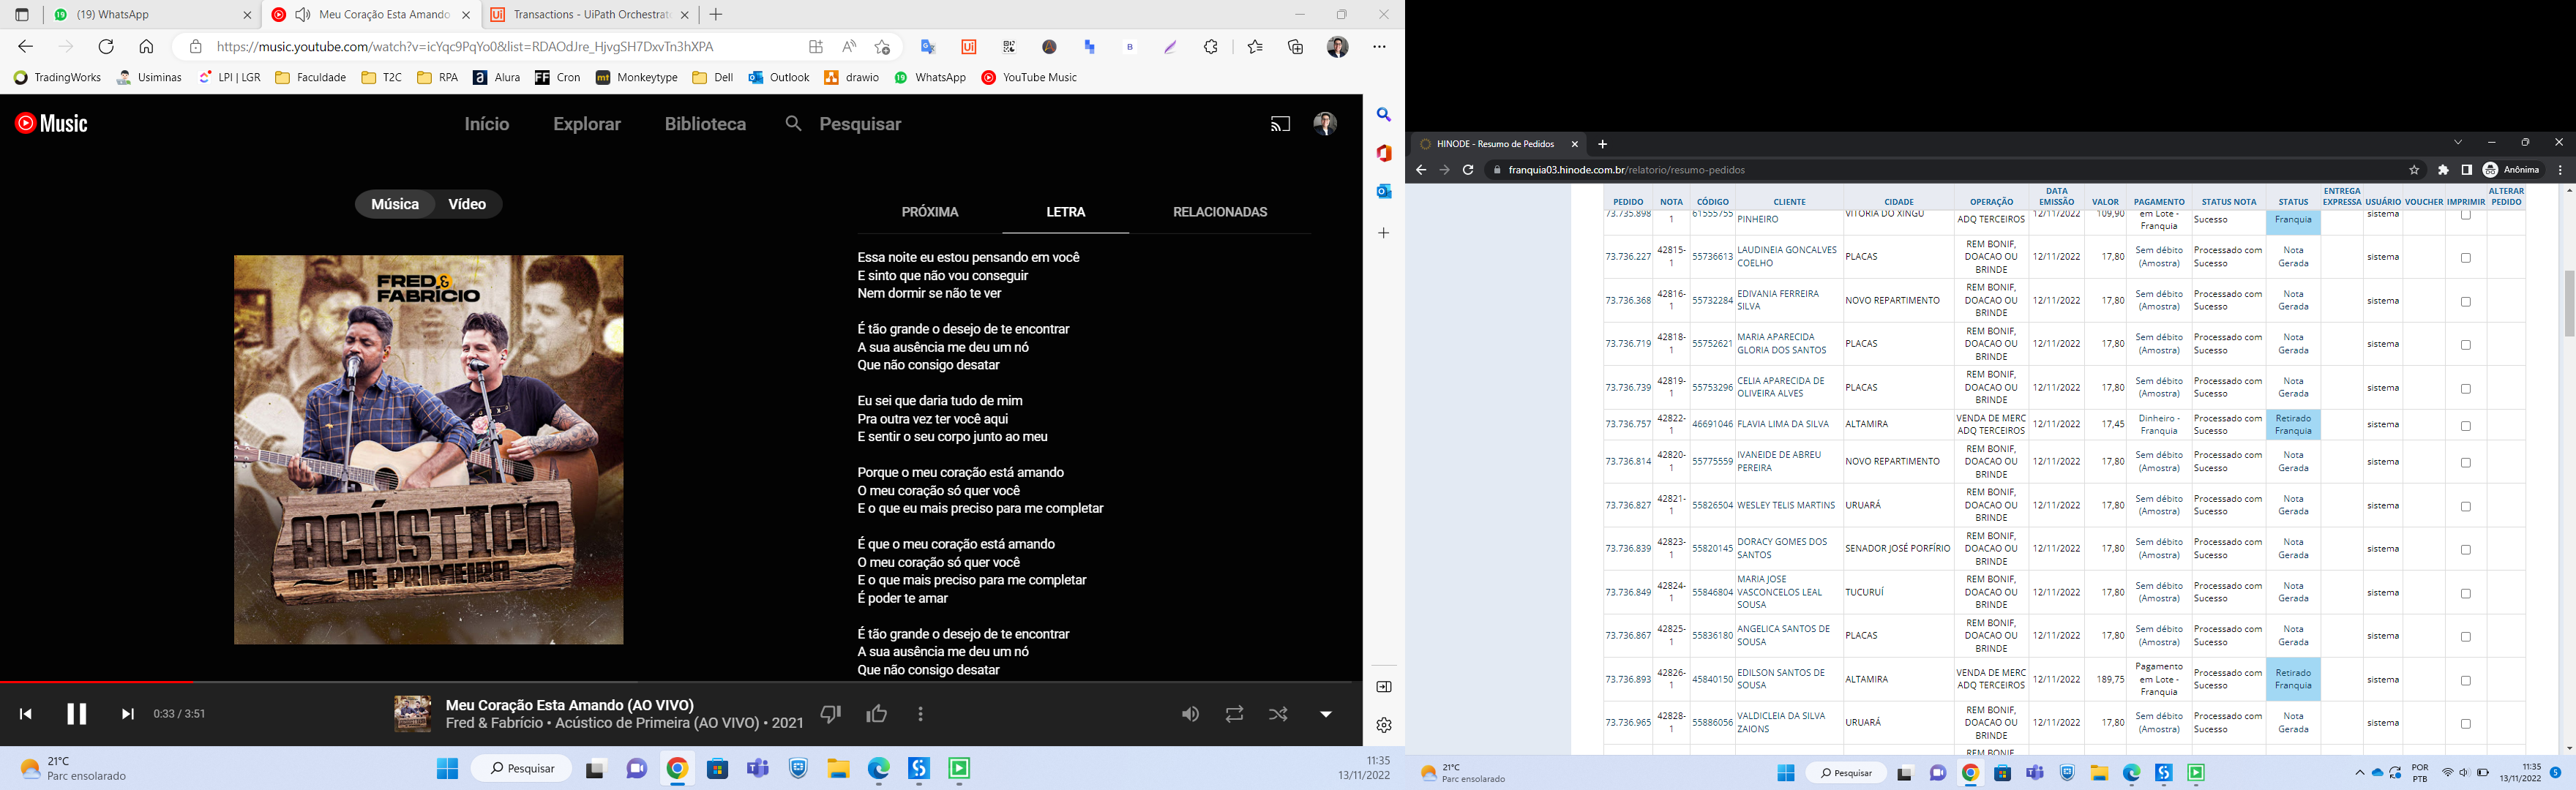 (19) WhatsApp
Meu Coração Esta Amando
Transactions - UiPath Orchestrat
https://music.youtube.com/watch?v=icYqc9PqYo0&list=RDAOdJre_HjvgSH7DxvTn3hXPA
TradingWorks
Usiminas
LPI | LGR
Faculdade
T2C
RPA
Alura
Cron
Monkeytype
Dell
Outlook
drawio
WhatsApp
YouTube Music
Music
Início
Explorar
Biblioteca
Pesquisar
Música
Vídeo
PRÓXIMA
LETRA
RELACIONADAS
FRED &
FABRÍCIO
ACÚSTICO
DE PRIMEIRA
Essa noite eu estou pensando em você
E sinto que não vou conseguir
Nem dormir se não te ver
É tão grande o desejo de te encontrar
A sua ausência me deu um nó
Que não consigo desatar
Eu sei que daria tudo de mim
Pra outra vez ter você aqui
E sentir o seu corpo junto ao meu
Porque o meu coração está amando
O meu coração só quer você
E o que eu mais preciso para me completar
É que o meu coração está amando
O meu coração só quer você
E o que mais preciso para me completar
É poder te amar
É tão grande o desejo de te encontrar
A sua ausência me deu um nó
Que não consigo desatar
0:33 / 3:51
Meu Coração Esta Amando (AO VIVO)
Fred & Fabrício • Acústico de Primeira (AO VIVO) • 2021
21°C
Parc ensolarado
Pesquisar
11:35
13/11/2022
HINODE - Resumo de Pedidos
franquia03.hinode.com.br/relatorio/resumo-pedidos
Anônima
PEDIDO NOTA CÓDIGO CLIENTE CIDADE OPERAÇÃO DATA EMISSÃO VALOR PAGAMENTO STATUS NOTA STATUS ENTREGA EXPRESSA USUÁRIO VOUCHER IMPRIMIR ALTERAR PEDIDO
73.735.898 1 61555755 PINHEIRO VITÓRIA DO XINGU ADQ TERCEIROS 12/11/2022 109,90 em Lote - Franquia Sucesso Franquia sistema
73.736.227 42815-1 55736613 LAUDINEIA GONCALVES COELHO PLACAS REM BONIF, DOACAO OU BRINDE 12/11/2022 17,80 Sem débito (Amostra) Processado com Sucesso Nota Gerada sistema
73.736.368 42816-1 55732284 EDIVANIA FERREIRA SILVA NOVO REPARTIMENTO REM BONIF, DOACAO OU BRINDE 12/11/2022 17,80 Sem débito (Amostra) Processado com Sucesso Nota Gerada sistema
73.736.719 42818-1 55752621 MARIA APARECIDA GLORIA DOS SANTOS PLACAS REM BONIF, DOACAO OU BRINDE 12/11/2022 17,80 Sem débito (Amostra) Processado com Sucesso Nota Gerada sistema
73.736.739 42819-1 55753296 CELIA APARECIDA DE OLIVEIRA ALVES PLACAS REM BONIF, DOACAO OU BRINDE 12/11/2022 17,80 Sem débito (Amostra) Processado com Sucesso Nota Gerada sistema
73.736.757 42822-1 46691046 FLAVIA LIMA DA SILVA ALTAMIRA VENDA DE MERC ADQ TERCEIROS 12/11/2022 17,45 Dinheiro - Franquia Processado com Sucesso Retirado Franquia sistema
73.736.814 42820-1 55775559 IVANEIDE DE ABREU PEREIRA NOVO REPARTIMENTO REM BONIF, DOACAO OU BRINDE 12/11/2022 17,80 Sem débito (Amostra) Processado com Sucesso Nota Gerada sistema
73.736.827 42821-1 55826504 WESLEY TELIS MARTINS URUARÁ REM BONIF, DOACAO OU BRINDE 12/11/2022 17,80 Sem débito (Amostra) Processado com Sucesso Nota Gerada sistema
73.736.839 42823-1 55820145 DORACY GOMES DOS SANTOS SENADOR JOSÉ PORFÍRIO REM BONIF, DOACAO OU BRINDE 12/11/2022 17,80 Sem débito (Amostra) Processado com Sucesso Nota Gerada sistema
73.736.849 42824-1 55846804 MARIA JOSE VASCONCELOS LEAL SOUSA TUCURUÍ REM BONIF, DOACAO OU BRINDE 12/11/2022 17,80 Sem débito (Amostra) Processado com Sucesso Nota Gerada sistema
73.736.867 42825-1 55836180 ANGELICA SANTOS DE SOUSA PLACAS REM BONIF, DOACAO OU BRINDE 12/11/2022 17,80 Sem débito (Amostra) Processado com Sucesso Nota Gerada sistema
73.736.893 42826-1 45840150 EDILSON SANTOS DE SOUSA ALTAMIRA VENDA DE MERC ADQ TERCEIROS 12/11/2022 189,75 Pagamento em Lote - Franquia Processado com Sucesso Retirado Franquia sistema
73.736.965 42828-1 55886056 VALDICLEIA DA SILVA ZAIONS URUARÁ REM BONIF, DOACAO OU BRINDE 12/11/2022 17,80 Sem débito (Amostra) Processado com Sucesso Nota Gerada sistema
REM BONIF,
21°C
Parc ensolarado
Pesquisar
POR
PTB
11:35
13/11/2022
5